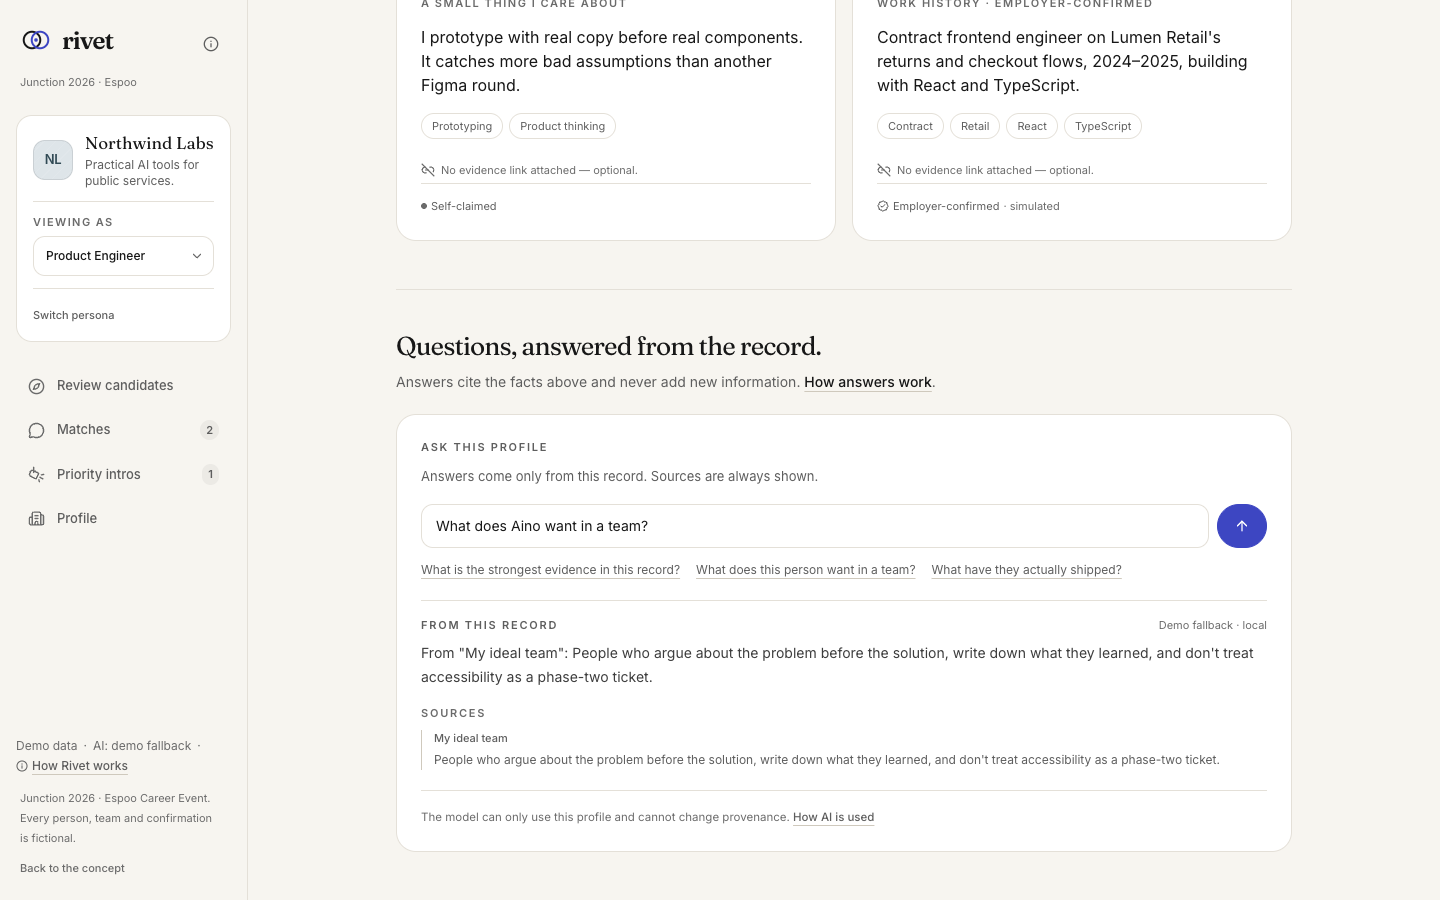 rivet
Junction 2026 · Espoo
NL
Northwind Labs
Practical AI tools for
public services.
VIEWING AS
Product Engineer
Switch persona
Review candidates
Matches 2
Priority intros 1
Profile
Demo data · AI: demo fallback ·
How Rivet works
Junction 2026 · Espoo Career Event.
Every person, team and confirmation
is fictional.
Back to the concept
A SMALL THING I CARE ABOUT
I prototype with real copy before real components.
It catches more bad assumptions than another
Figma round.
Prototyping Product thinking
No evidence link attached — optional.
Self-claimed
WORK HISTORY · EMPLOYER-CONFIRMED
Contract frontend engineer on Lumen Retail's
returns and checkout flows, 2024–2025, building
with React and TypeScript.
Contract Retail React TypeScript
No evidence link attached — optional.
Employer-confirmed · simulated
Questions, answered from the record.
Answers cite the facts above and never add new information. How answers work.
ASK THIS PROFILE
Answers come only from this record. Sources are always shown.
What does Aino want in a team?
What is the strongest evidence in this record? What does this person want in a team? What have they actually shipped?
FROM THIS RECORD Demo fallback · local
From "My ideal team": People who argue about the problem before the solution, write down what they learned, and don't treat
accessibility as a phase-two ticket.
SOURCES
My ideal team
People who argue about the problem before the solution, write down what they learned, and don't treat accessibility as a phase-two ticket.
The model can only use this profile and cannot change provenance. How AI is used